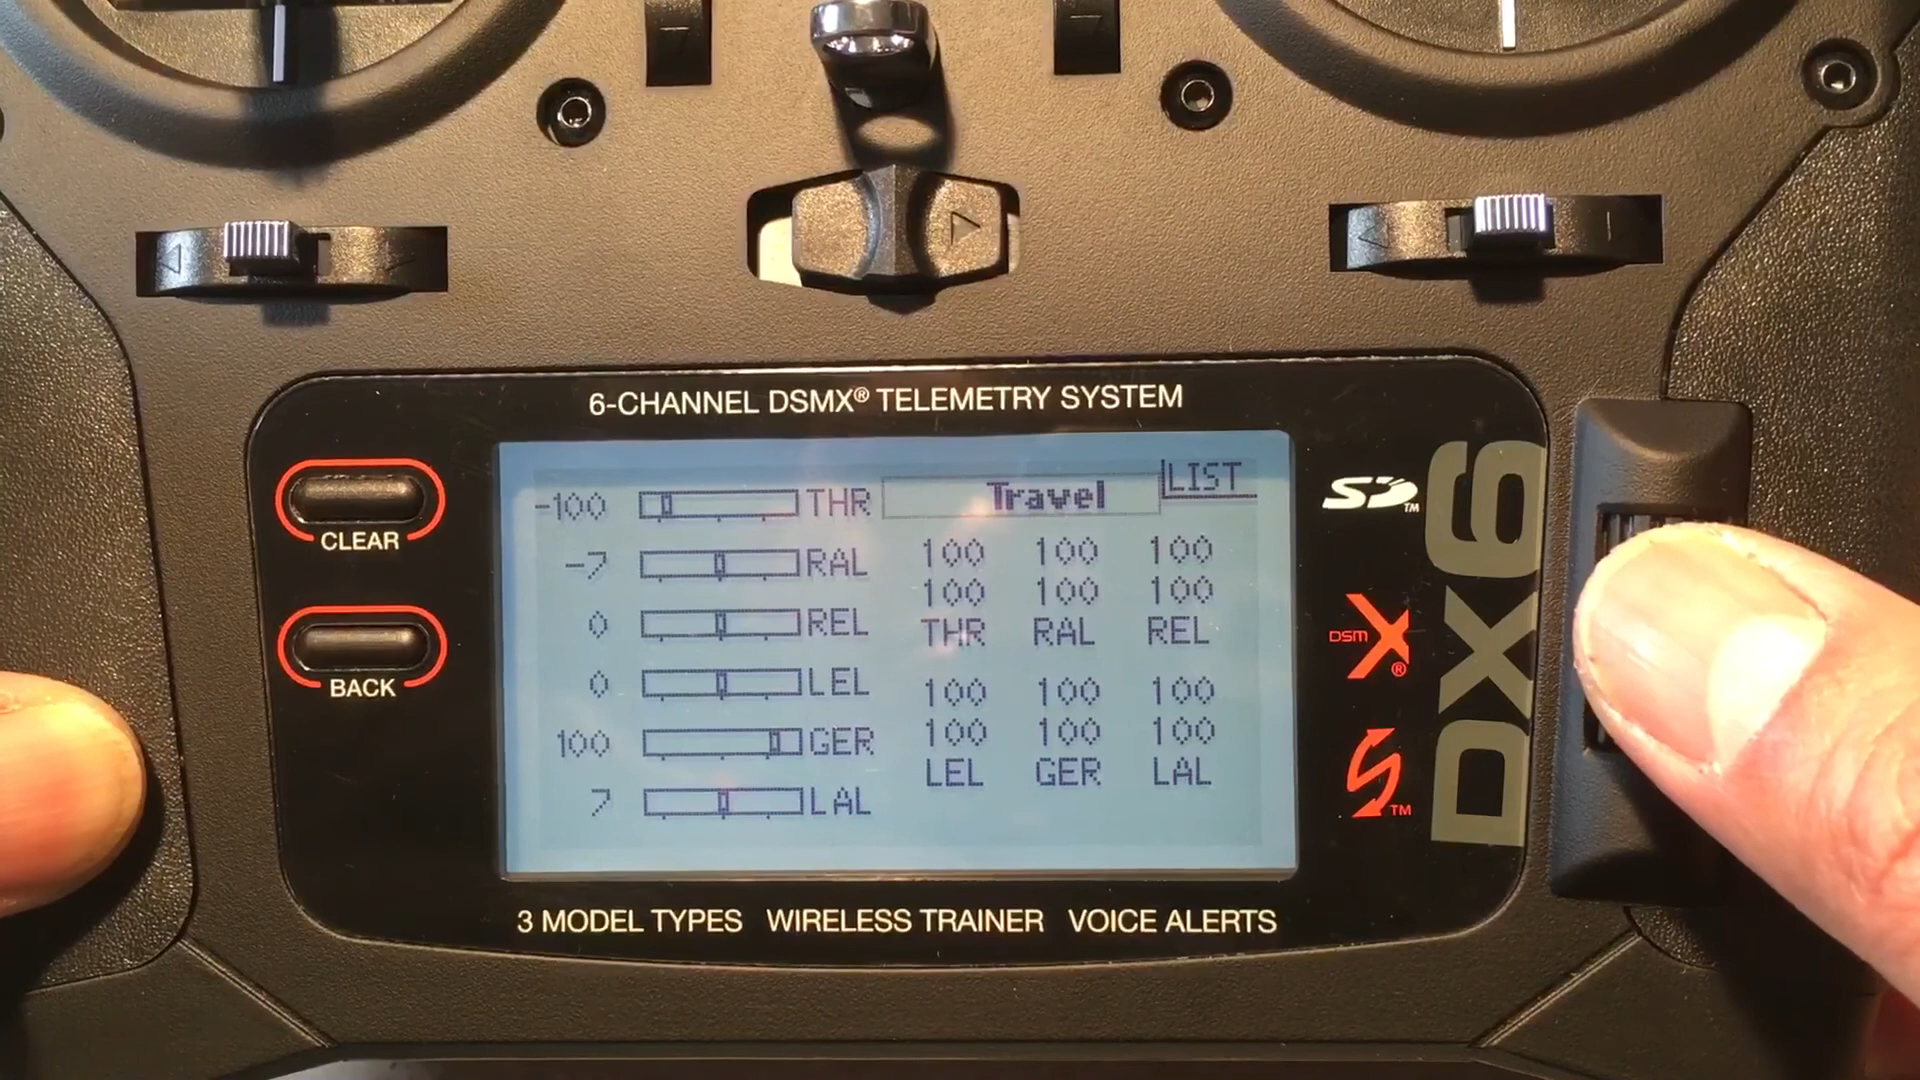 6-CHANNEL DSMX® TELEMETRY SYSTEM
CLEAR
BACK
LIST
Travel
-100 THR
-7 RAL
0 REL
0 LEL
100 GER
7 LAL
100 100 100
100 100 100
THR RAL REL
100 100 100
100 100 100
LEL GER LAL
SD™
DSM X®
™
DX6
3 MODEL TYPES WIRELESS TRAINER VOICE ALERTS